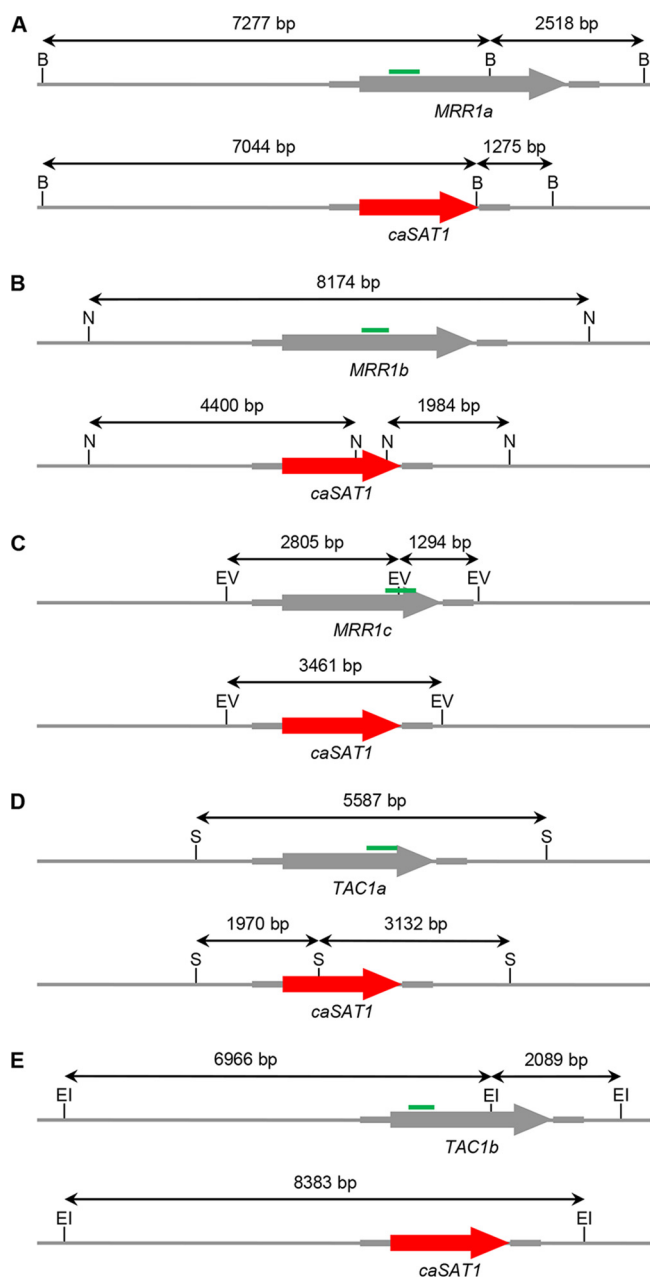 A
7277 bp 2518 bp
B B B
MRR1a
7044 bp 1275 bp
B B B
caSAT1
B
8174 bp
N N
MRR1b
4400 bp 1984 bp
N N N N
caSAT1
C
2805 bp 1294 bp
EV EV EV
MRR1c
3461 bp
EV EV
caSAT1
D
5587 bp
S S
TAC1a
1970 bp 3132 bp
S S S
caSAT1
E
6966 bp 2089 bp
EI EI EI
TAC1b
8383 bp
EI EI
caSAT1